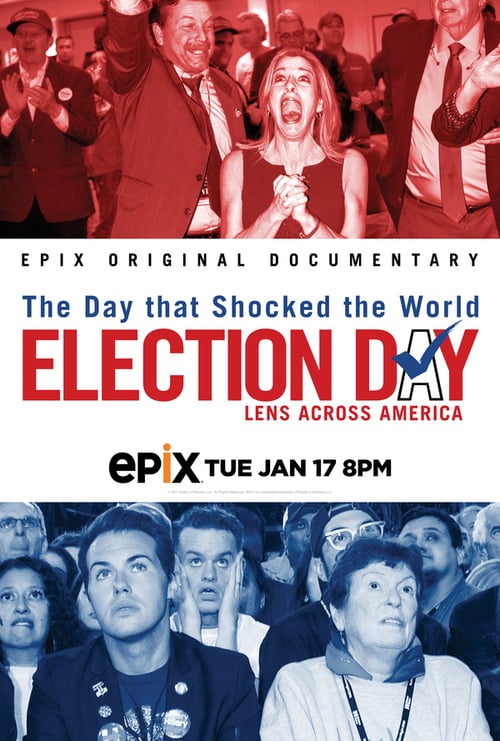 EPIX ORIGINAL DOCUMENTARY
The Day that Shocked the World
ELECTION DAY
LENS ACROSS AMERICA
epix TUE JAN 17 8PM